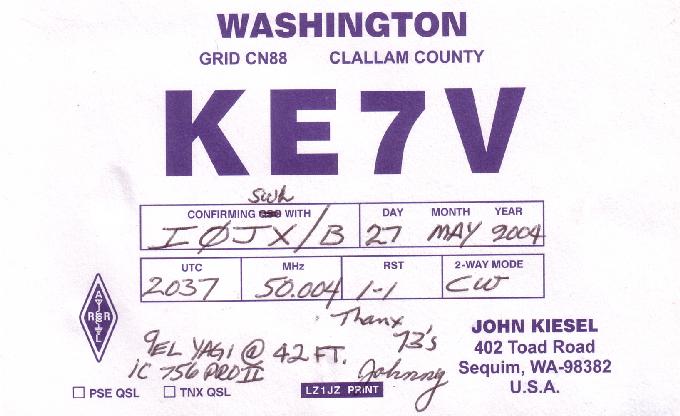 WASHINGTON
GRID CN88 CLALLAM COUNTY
KE7V
SWL
CONFIRMING QSO WITH DAY MONTH YEAR
IØJX/B 27 MAY 2004
UTC MHz RST 2-WAY MODE
2037 50.004 1-1 CW
Thanx
73's
Johnny
9EL YAGI @ 42 FT.
IC 756 PRO II
ARRL
JOHN KIESEL
402 Toad Road
Sequim, WA-98382
U.S.A.
PSE QSL TNX QSL
LZ1JZ PRINT